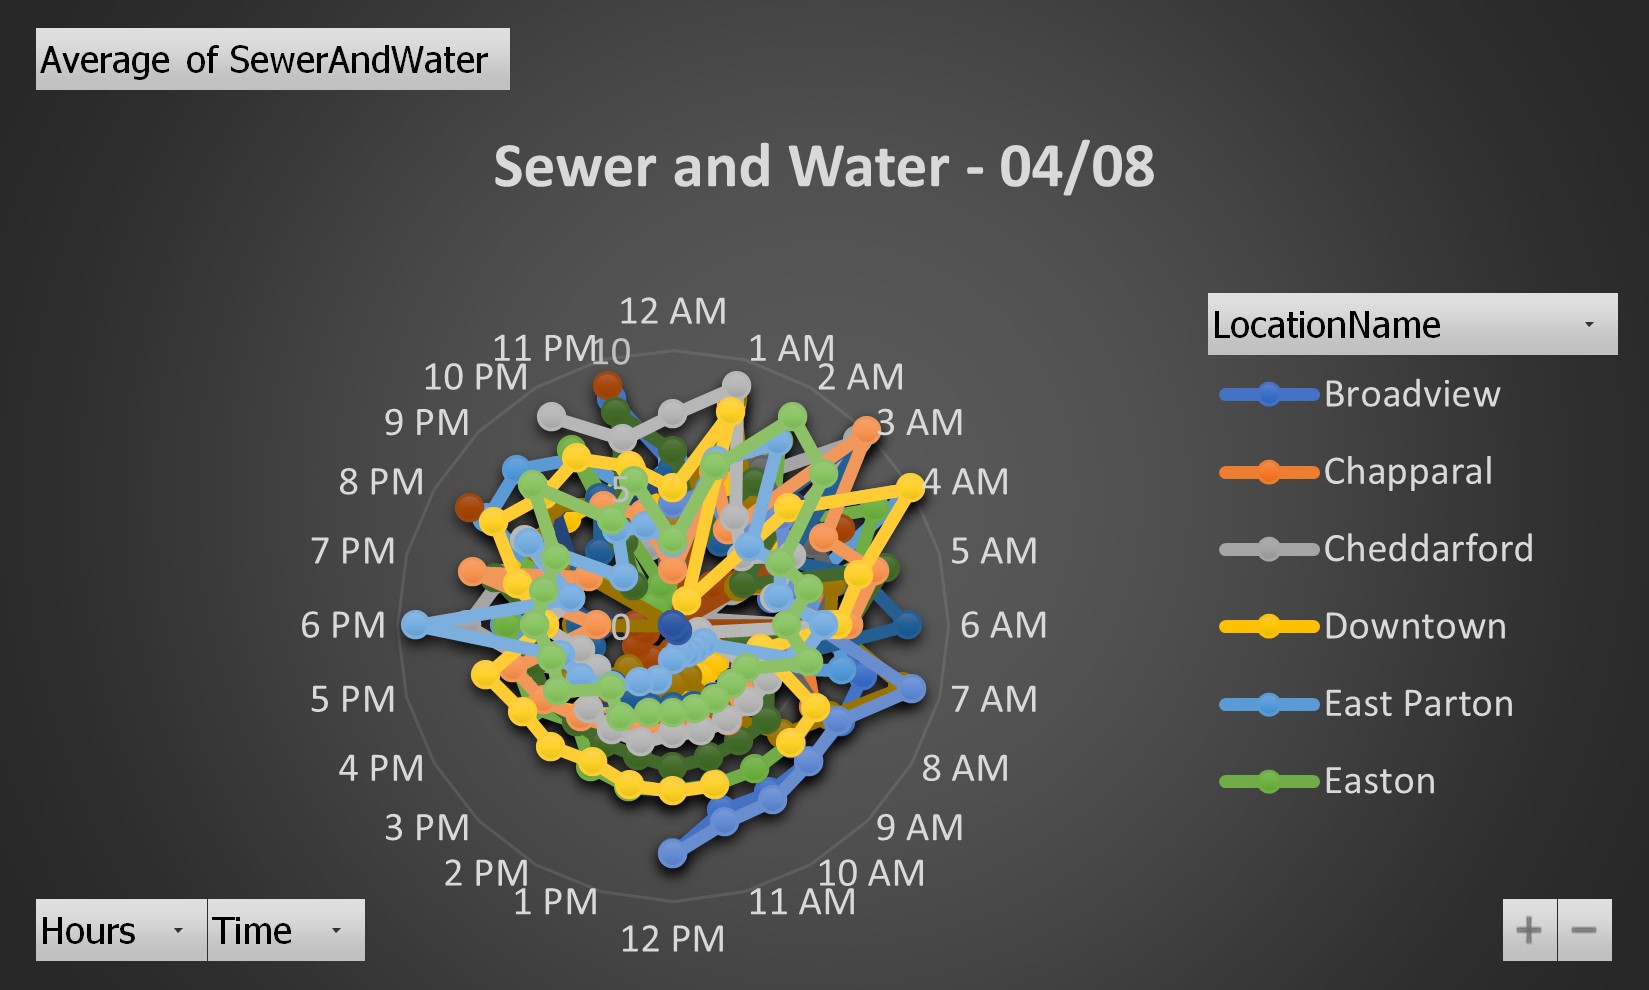 Average of SewerAndWater
Sewer and Water - 04/08
12 AM
1 AM
2 AM
3 AM
4 AM
5 AM
6 AM
7 AM
8 AM
9 AM
10 AM
11 AM
12 PM
1 PM
2 PM
3 PM
4 PM
5 PM
6 PM
7 PM
8 PM
9 PM
10 PM
11 PM
10
5
0
LocationName
Broadview
Chapparal
Cheddarford
Downtown
East Parton
Easton
Hours
Time
+
−